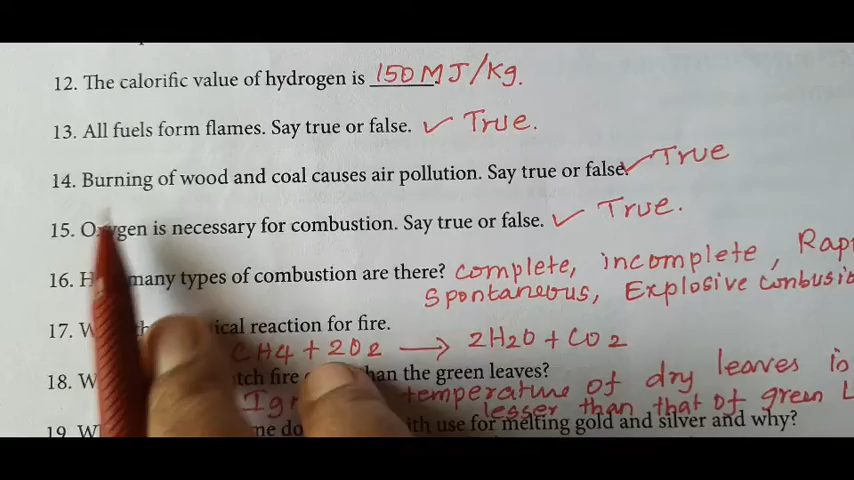 12. The calorific value of hydrogen is 150 MJ/Kg.
13. All fuels form flames. Say true or false. ✓ True.
14. Burning of wood and coal causes air pollution. Say true or false ✓ True
15. Oxygen is necessary for combustion. Say true or false. ✓ True.
16. many types of combustion are there? complete, incomplete,
Spontaneous, Explosive
17. reaction for fire.
CH4 + 2O2 → 2H2O + CO2
18. fire than the green leaves?
temperature of dry leaves is
lesser than that of green
19. use for melting gold and silver and why?